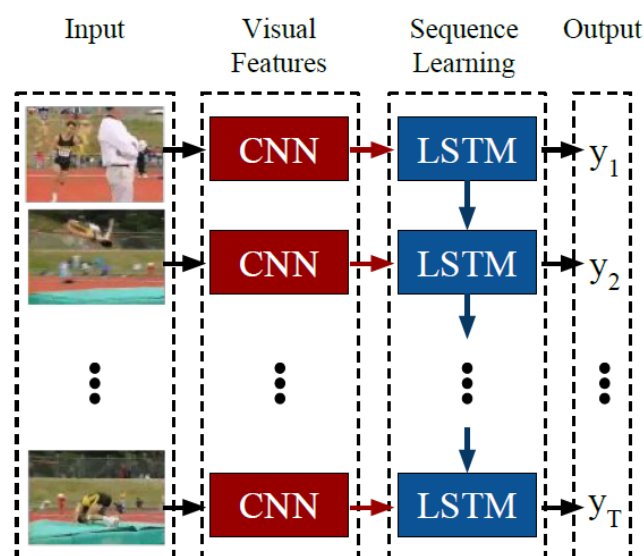 Input
Visual
Features
Sequence
Learning
Output
CNN
LSTM
y1
CNN
LSTM
y2
CNN
LSTM
yT